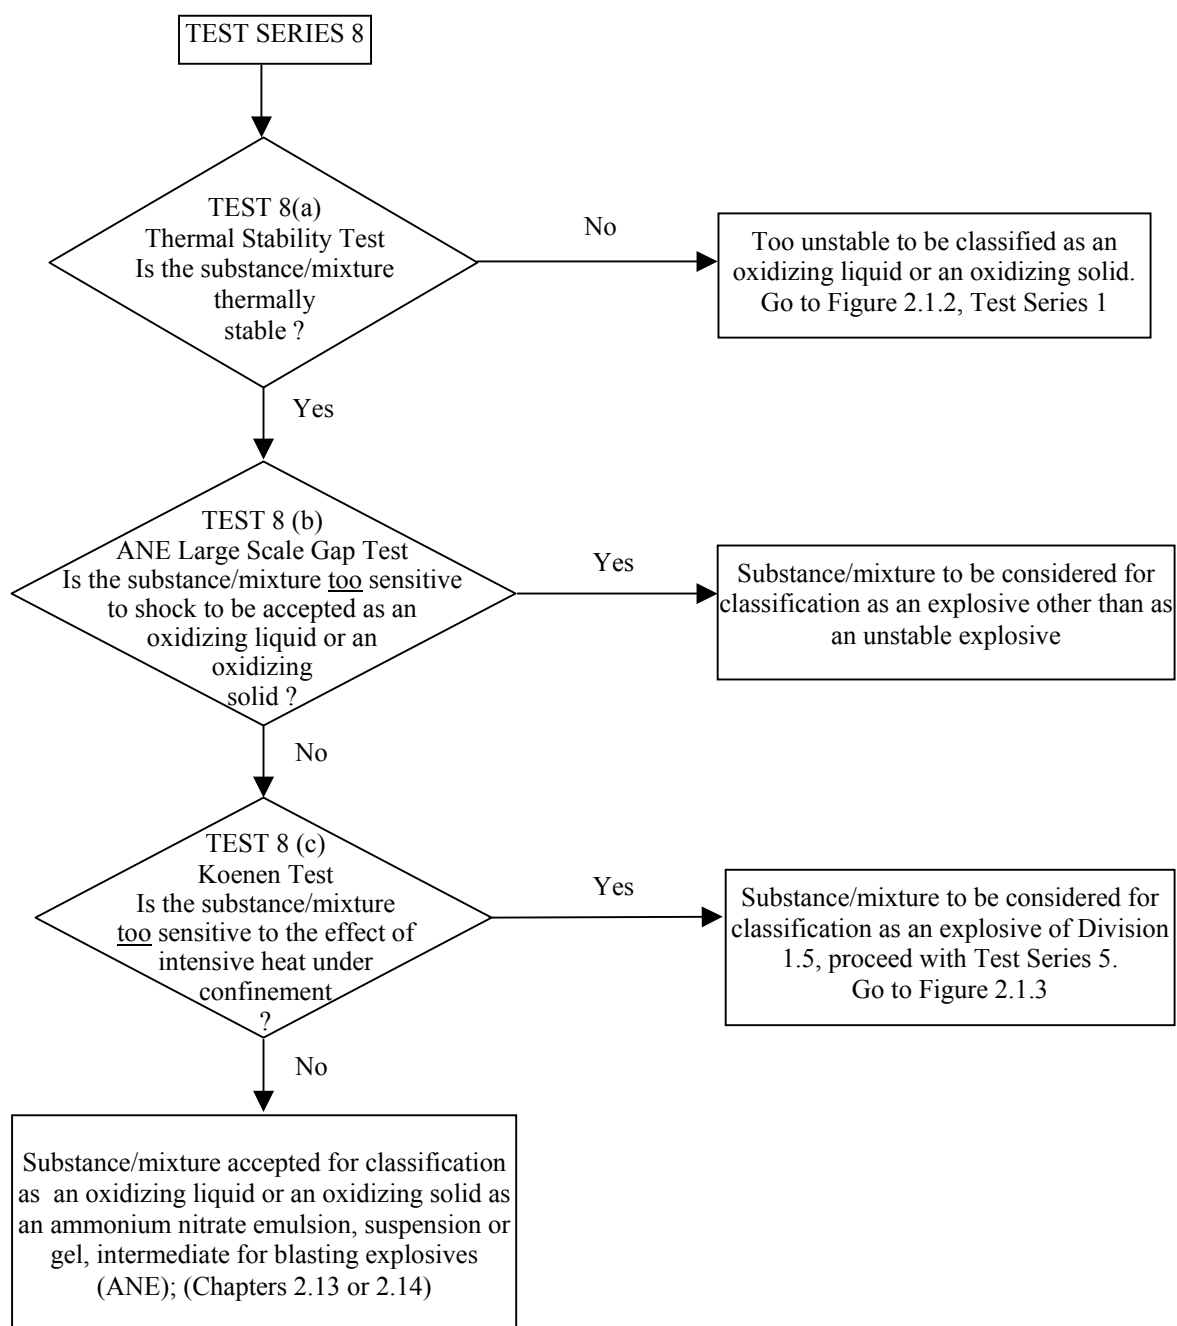 TEST SERIES 8
TEST 8(a)
Thermal Stability Test
Is the substance/mixture
thermally
stable ?
No
Too unstable to be classified as an
oxidizing liquid or an oxidizing solid.
Go to Figure 2.1.2, Test Series 1
Yes
TEST 8 (b)
ANE Large Scale Gap Test
Is the substance/mixture too sensitive
to shock to be accepted as an
oxidizing liquid or an
oxidizing
solid ?
Yes
Substance/mixture to be considered for
classification as an explosive other than as
an unstable explosive
No
TEST 8 (c)
Koenen Test
Is the substance/mixture
too sensitive to the effect of
intensive heat under
confinement
?
Yes
Substance/mixture to be considered for
classification as an explosive of Division
1.5, proceed with Test Series 5.
Go to Figure 2.1.3
No
Substance/mixture accepted for classification
as an oxidizing liquid or an oxidizing solid as
an ammonium nitrate emulsion, suspension or
gel, intermediate for blasting explosives
(ANE); (Chapters 2.13 or 2.14)